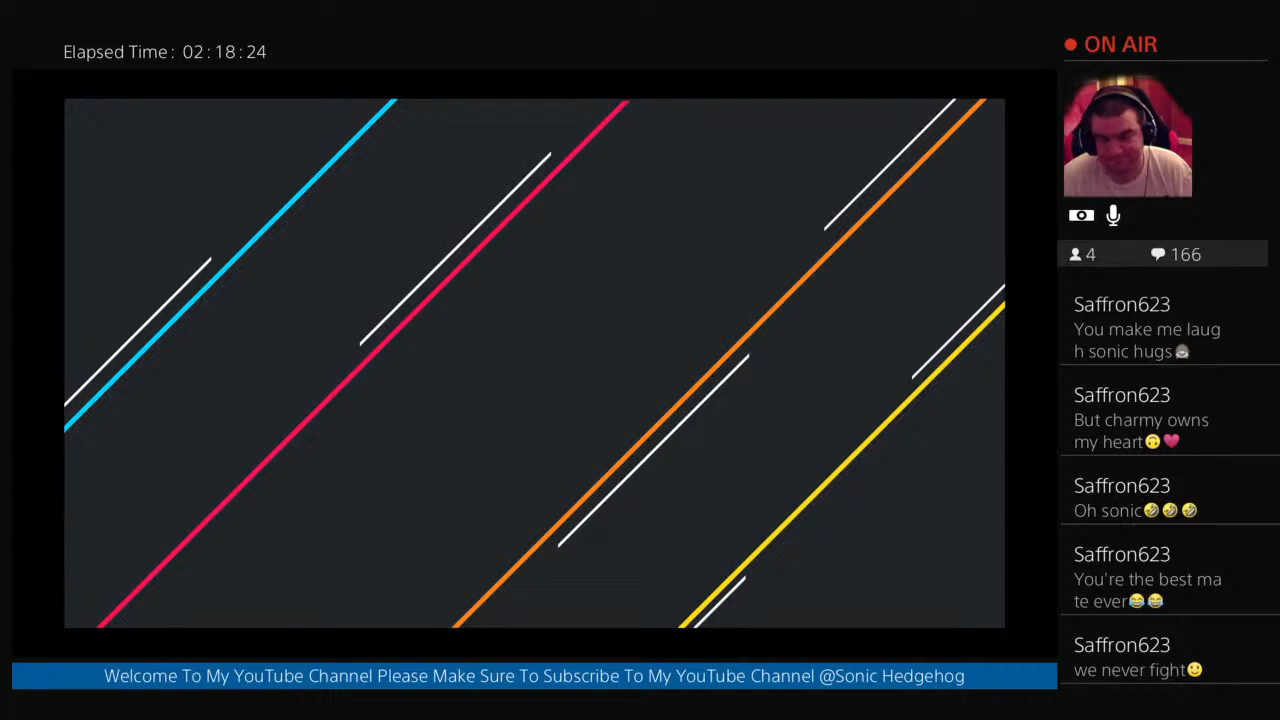 Elapsed Time: 02:18:24
ON AIR
4 166
Saffron623
You make me laug
h sonic hugs🦔
Saffron623
But charmy owns
my heart🙃💗
Saffron623
Oh sonic🤣🤣🤣
Saffron623
You're the best ma
te ever😂😂
Saffron623
we never fight🙂
Welcome To My YouTube Channel Please Make Sure To Subscribe To My YouTube Channel @Sonic Hedgehog